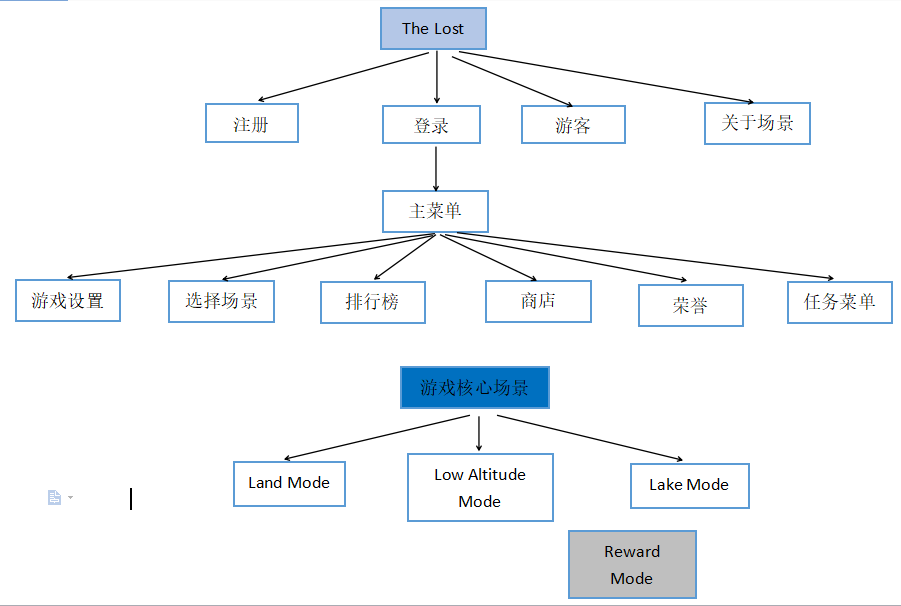 The Lost
注册
登录
游客
关于场景
主菜单
游戏设置
选择场景
排行榜
商店
荣誉
任务菜单
游戏核心场景
Land Mode
Low Altitude
Mode
Lake Mode
Reward
Mode